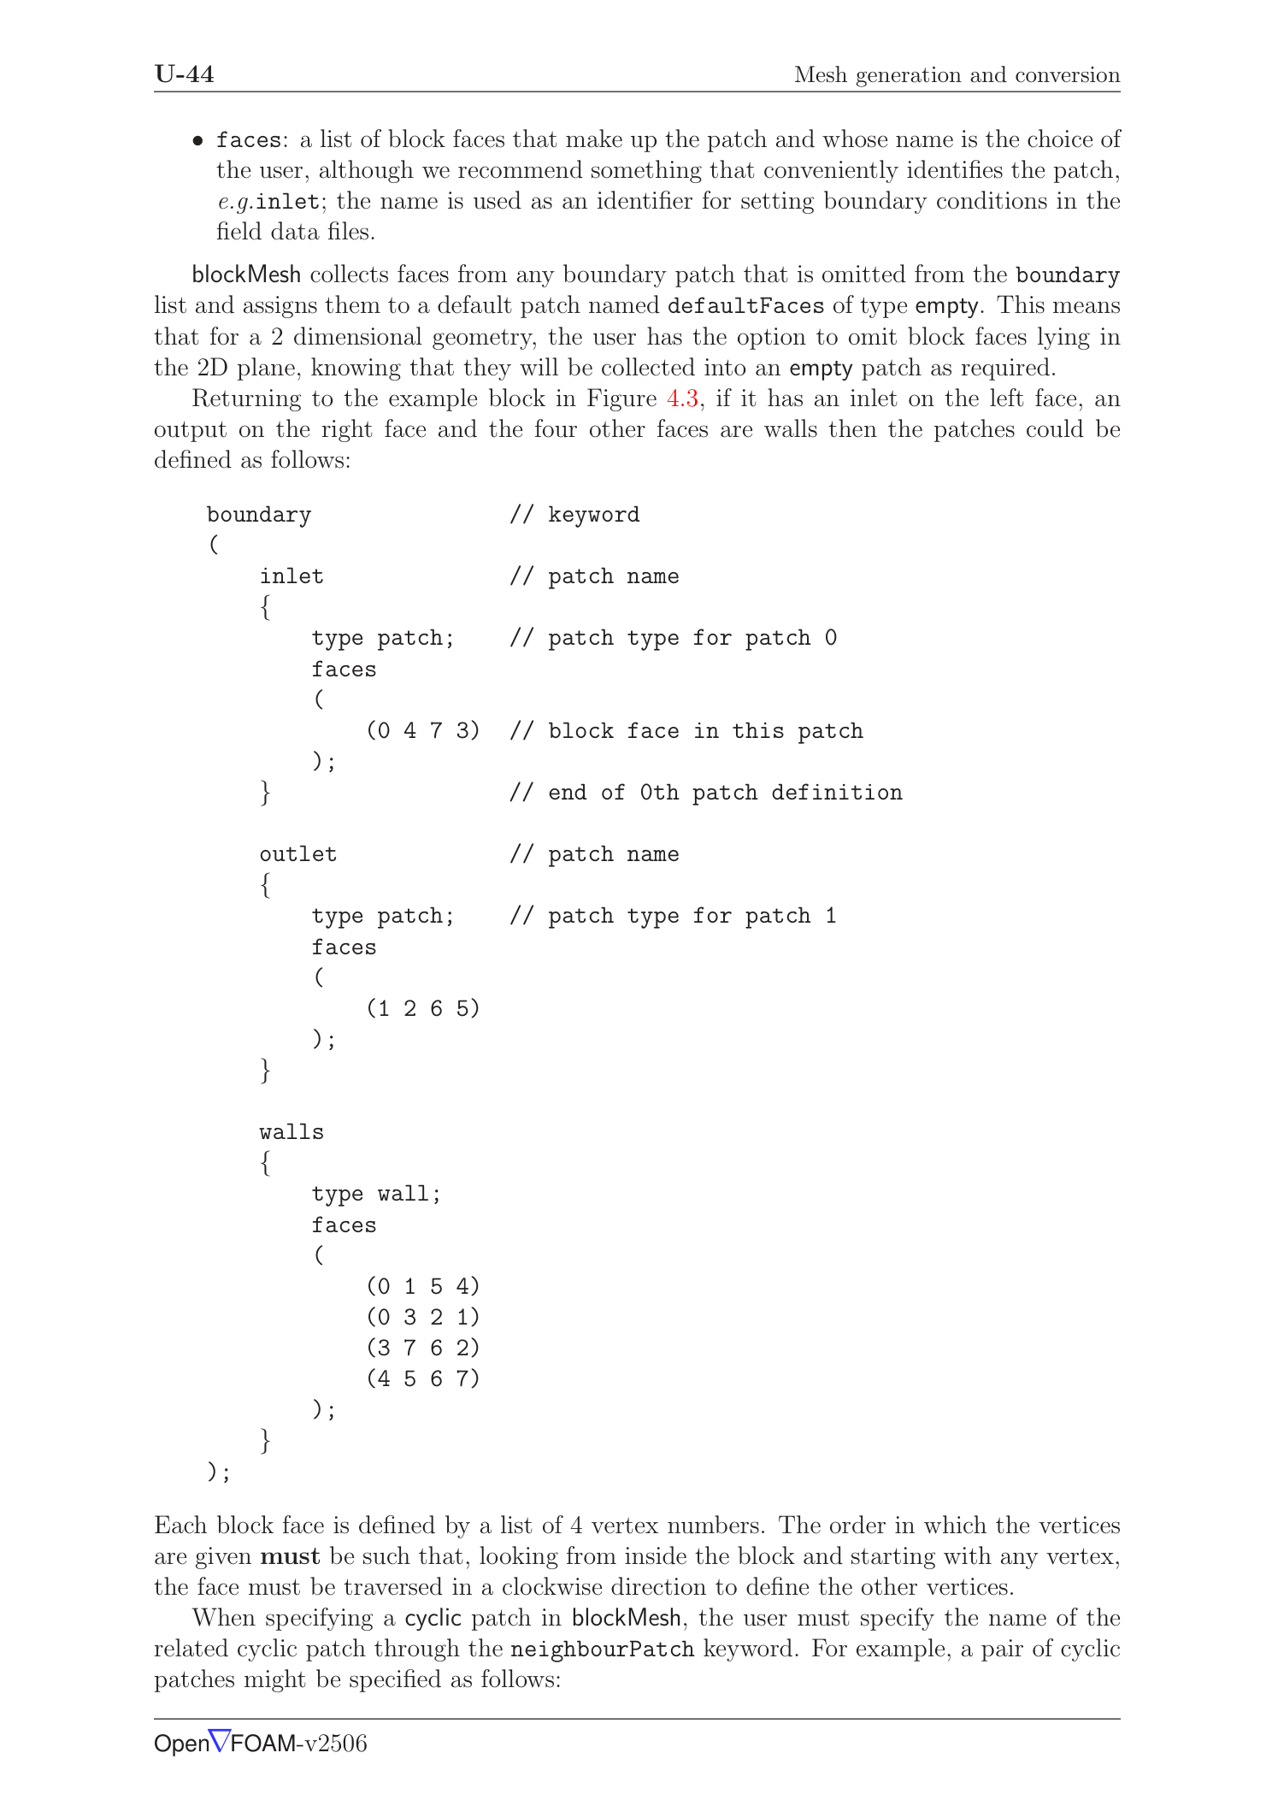 U-44 Mesh generation and conversion
• faces: a list of block faces that make up the patch and whose name is the choice of
the user, although we recommend something that conveniently identifies the patch,
e.g.inlet; the name is used as an identifier for setting boundary conditions in the
field data files.
blockMesh collects faces from any boundary patch that is omitted from the boundary
list and assigns them to a default patch named defaultFaces of type empty. This means
that for a 2 dimensional geometry, the user has the option to omit block faces lying in
the 2D plane, knowing that they will be collected into an empty patch as required.
Returning to the example block in Figure 4.3, if it has an inlet on the left face, an
output on the right face and the four other faces are walls then the patches could be
defined as follows:
boundary // keyword
(
inlet // patch name
{
type patch; // patch type for patch 0
faces
(
(0 4 7 3) // block face in this patch
);
} // end of 0th patch definition
outlet // patch name
{
type patch; // patch type for patch 1
faces
(
(1 2 6 5)
);
}
walls
{
type wall;
faces
(
(0 1 5 4)
(0 3 2 1)
(3 7 6 2)
(4 5 6 7)
);
}
);
Each block face is defined by a list of 4 vertex numbers. The order in which the vertices
are given must be such that, looking from inside the block and starting with any vertex,
the face must be traversed in a clockwise direction to define the other vertices.
When specifying a cyclic patch in blockMesh, the user must specify the name of the
related cyclic patch through the neighbourPatch keyword. For example, a pair of cyclic
patches might be specified as follows:
Open∇FOAM-v2506